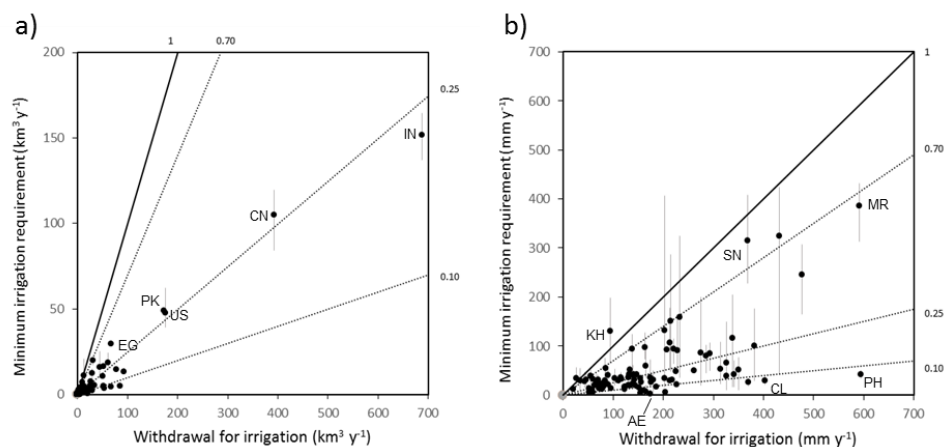 a)
1
0.70
Minimum irrigation requirement (km³ y⁻¹)
200
150
100
50
0
0.25
IN
CN
PK
US
EG
0.10
0
100
200
300
400
500
600
700
Withdrawal for irrigation (km³ y⁻¹)
b)
Minimum irrigation requirement (mm y⁻¹)
700
600
500
400
300
200
100
0
1
0.70
MR
SN
KH
0.25
PH
0.10
CL
AE
0
100
200
300
400
500
600
700
Withdrawal for irrigation (mm y⁻¹)